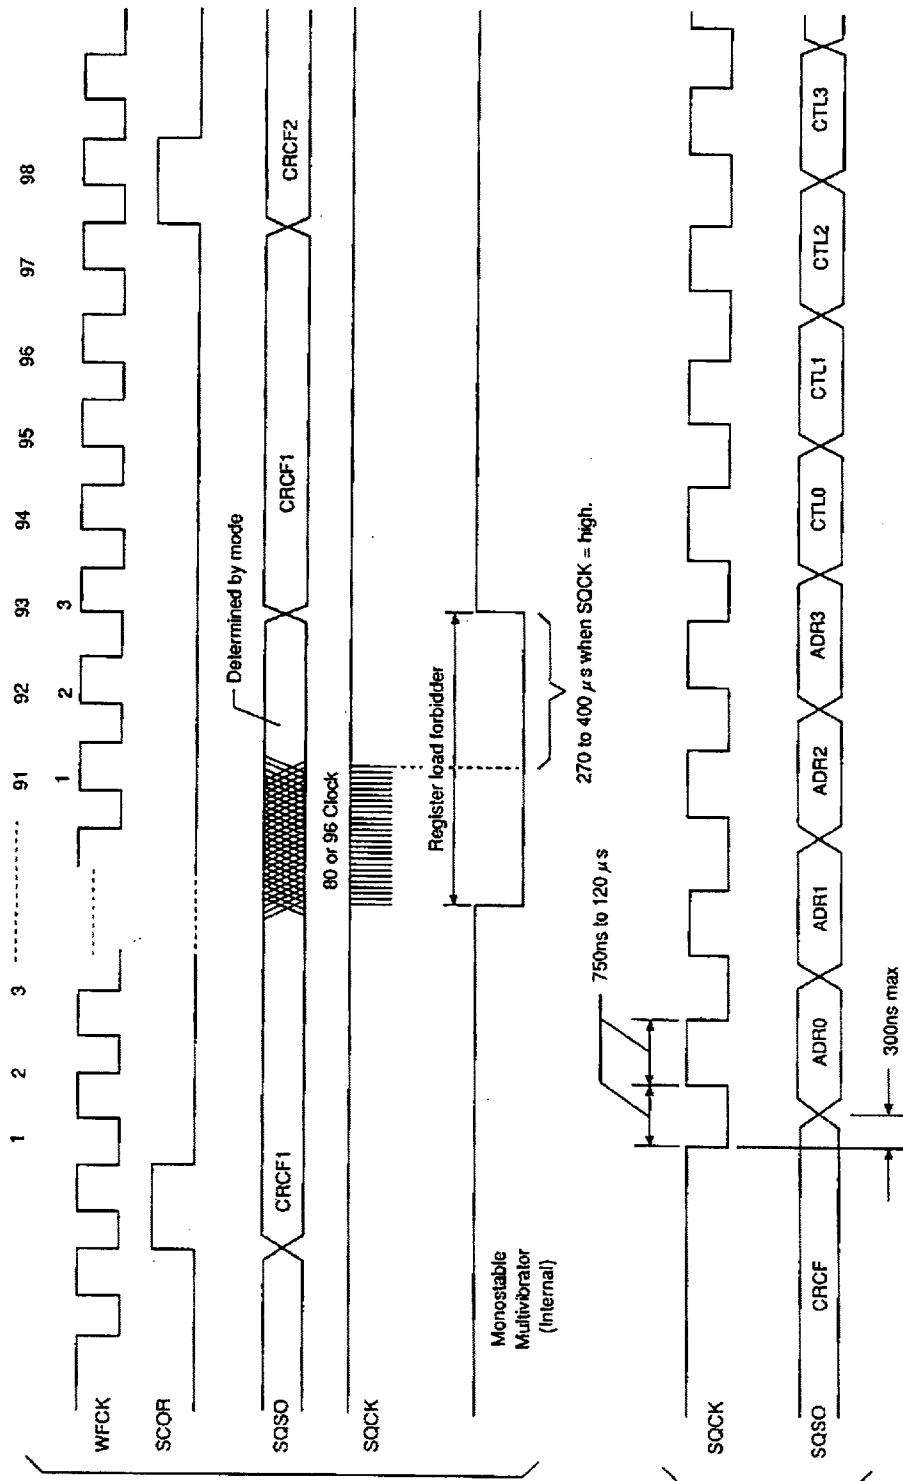 1 2 3 91 92 93 94 95 96 97 98
1 2 3
WFCK
SCOR
Determined by mode
SQSO
CRCF1
CRCF1
CRCF2
80 or 96 Clock
SQCK
Register load forbidder
Monostable
Multivibrator
(Internal)
270 to 400 μs when SQCK = high.
750ns to 120 μs
SQCK
SQSO
CRCF
ADR0
ADR1
ADR2
ADR3
CTL0
CTL1
CTL2
CTL3
300ns max